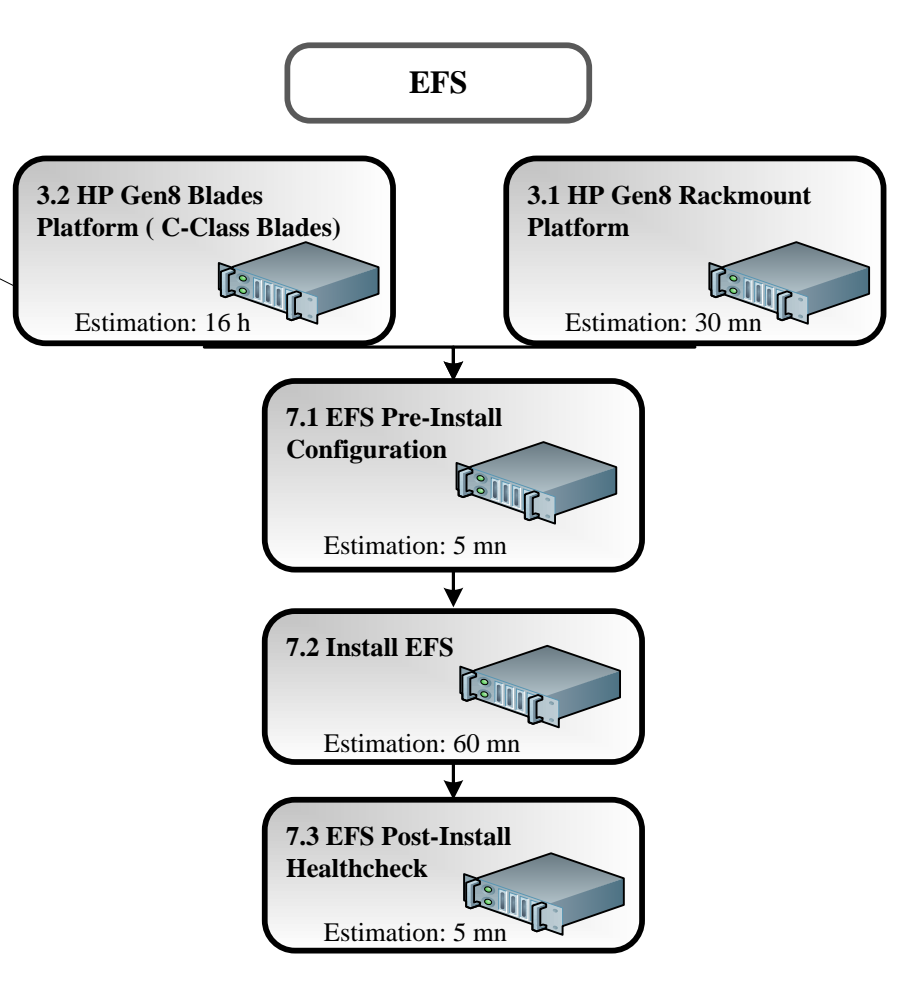 EFS
3.2 HP Gen8 Blades
Platform ( C-Class Blades)
Estimation: 16 h
3.1 HP Gen8 Rackmount
Platform
Estimation: 30 mn
7.1 EFS Pre-Install
Configuration
Estimation: 5 mn
7.2 Install EFS
Estimation: 60 mn
7.3 EFS Post-Install
Healthcheck
Estimation: 5 mn